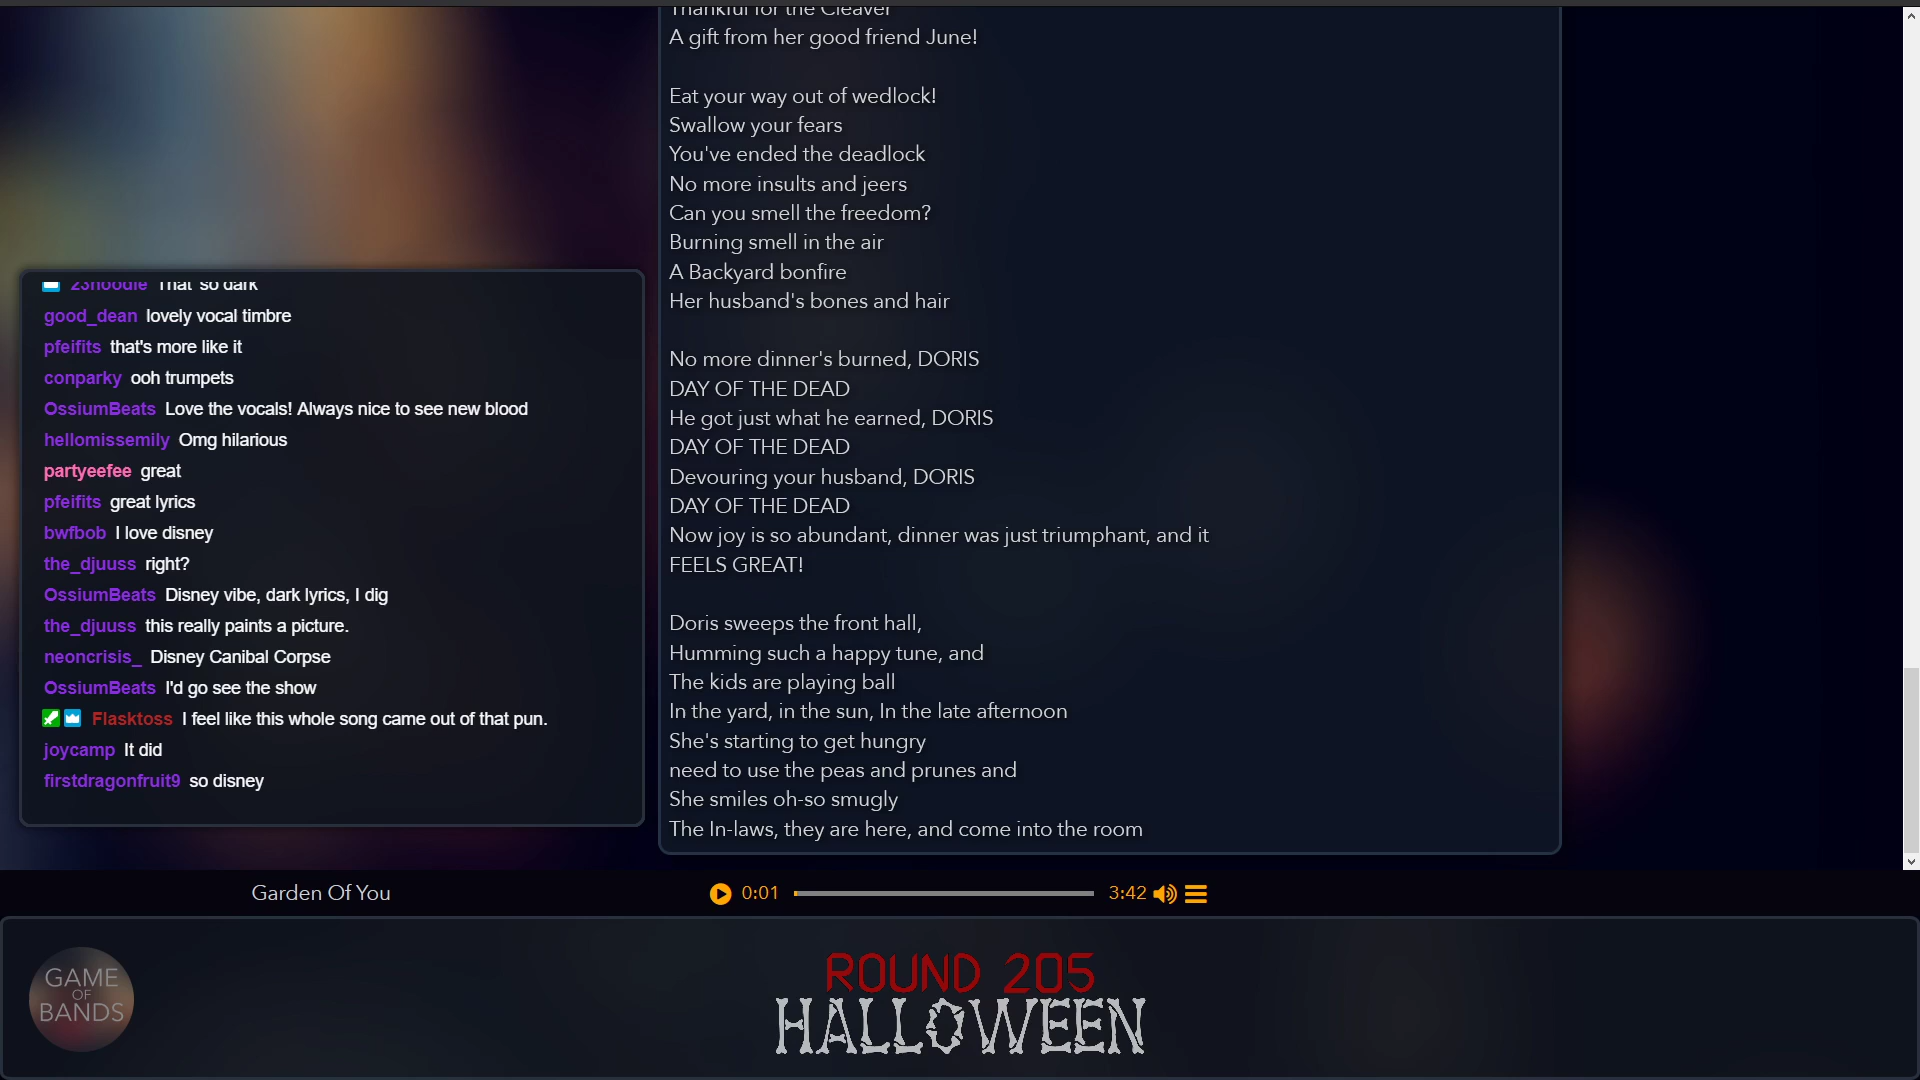 23hoodie That so dark
good_dean lovely vocal timbre
pfeifits that's more like it
conparky ooh trumpets
OssiumBeats Love the vocals! Always nice to see new blood
hellomissemily Omg hilarious
partyeefee great
pfeifits great lyrics
bwfbob I love disney
the_djuuss right?
OssiumBeats Disney vibe, dark lyrics, I dig
the_djuuss this really paints a picture.
neoncrisis_ Disney Canibal Corpse
OssiumBeats I'd go see the show
Flasktoss I feel like this whole song came out of that pun.
joycamp It did
firstdragonfruit9 so disney
Thankful for the Cleaver
A gift from her good friend June!
Eat your way out of wedlock!
Swallow your fears
You've ended the deadlock
No more insults and jeers
Can you smell the freedom?
Burning smell in the air
A Backyard bonfire
Her husband's bones and hair
No more dinner's burned, DORIS
DAY OF THE DEAD
He got just what he earned, DORIS
DAY OF THE DEAD
Devouring your husband, DORIS
DAY OF THE DEAD
Now joy is so abundant, dinner was just triumphant, and it
FEELS GREAT!
Doris sweeps the front hall,
Humming such a happy tune, and
The kids are playing ball
In the yard, in the sun, In the late afternoon
She's starting to get hungry
need to use the peas and prunes and
She smiles oh-so smugly
The In-laws, they are here, and come into the room
Garden Of You
0:01
3:42
GAME
OF
BANDS
ROUND 205
HALLOWEEN